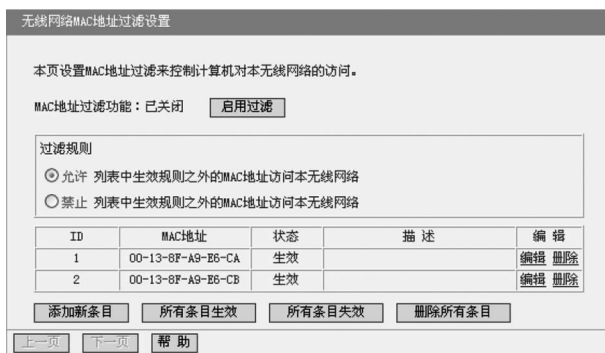 无线网络MAC地址过滤设置
本页设置MAC地址过滤来控制计算机对本无线网络的访问。
MAC地址过滤功能：已关闭 启用过滤
过滤规则
允许 列表中生效规则之外的MAC地址访问本无线网络
禁止 列表中生效规则之外的MAC地址访问本无线网络
ID MAC地址 状态 描 述 编 辑
1 00-13-8F-A9-E6-CA 生效 编辑 删除
2 00-13-8F-A9-E6-CB 生效 编辑 删除
添加新条目 所有条目生效 所有条目失效 删除所有条目
上一页 下一页 帮 助